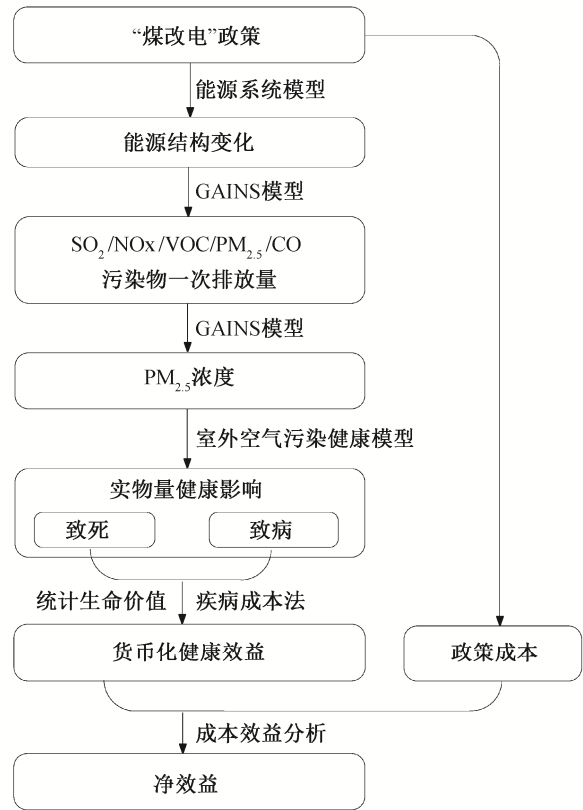 “煤改电”政策
能源系统模型
能源结构变化
GAINS模型
SO₂/NOx/VOC/PM₂.₅/CO
污染物一次排放量
GAINS模型
PM₂.₅浓度
室外空气污染健康模型
实物量健康影响
致死 致病
统计生命价值 疾病成本法
货币化健康效益 政策成本
成本效益分析
净效益